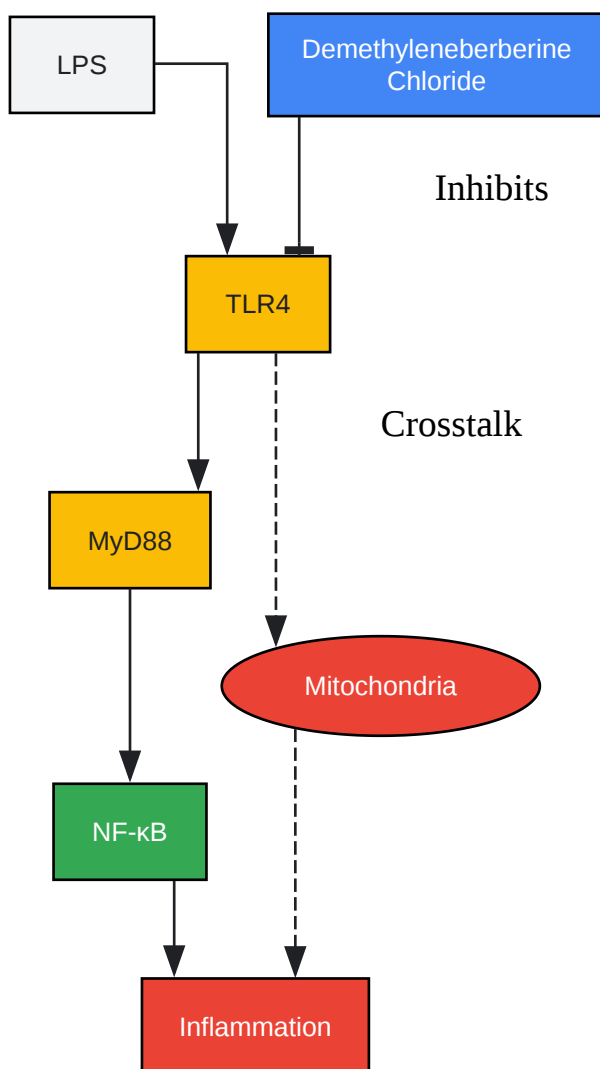 LPS
Demethyleneberberine
Chloride
Inhibits
TLR4
Crosstalk
MyD88
Mitochondria
NF-κB
Inflammation